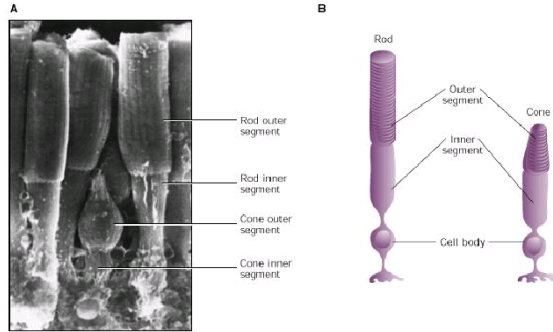 A
Rod outer
segment
Rod inner
segment
Cone outer
segment
Cone inner
segment
B
Rod
Outer
segment
Cone
Inner
segment
Cell body